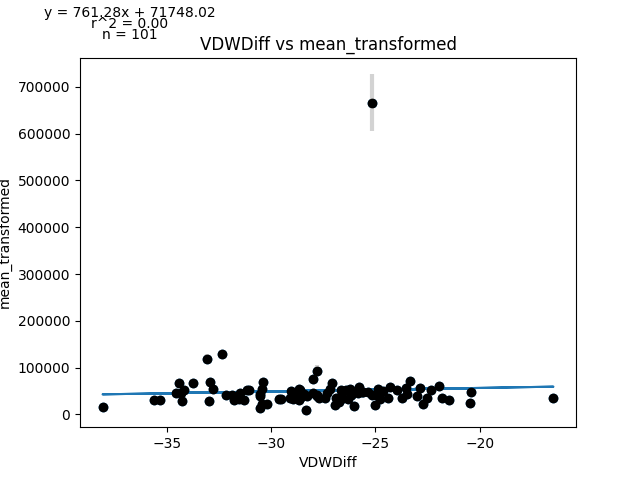 y = 761.28x + 71748.02
r^2 = 0.00
n = 101
VDWDiff vs mean_transformed
700000
600000
500000
400000
300000
200000
100000
0
mean_transformed
−35
−30
−25
−20
VDWDiff